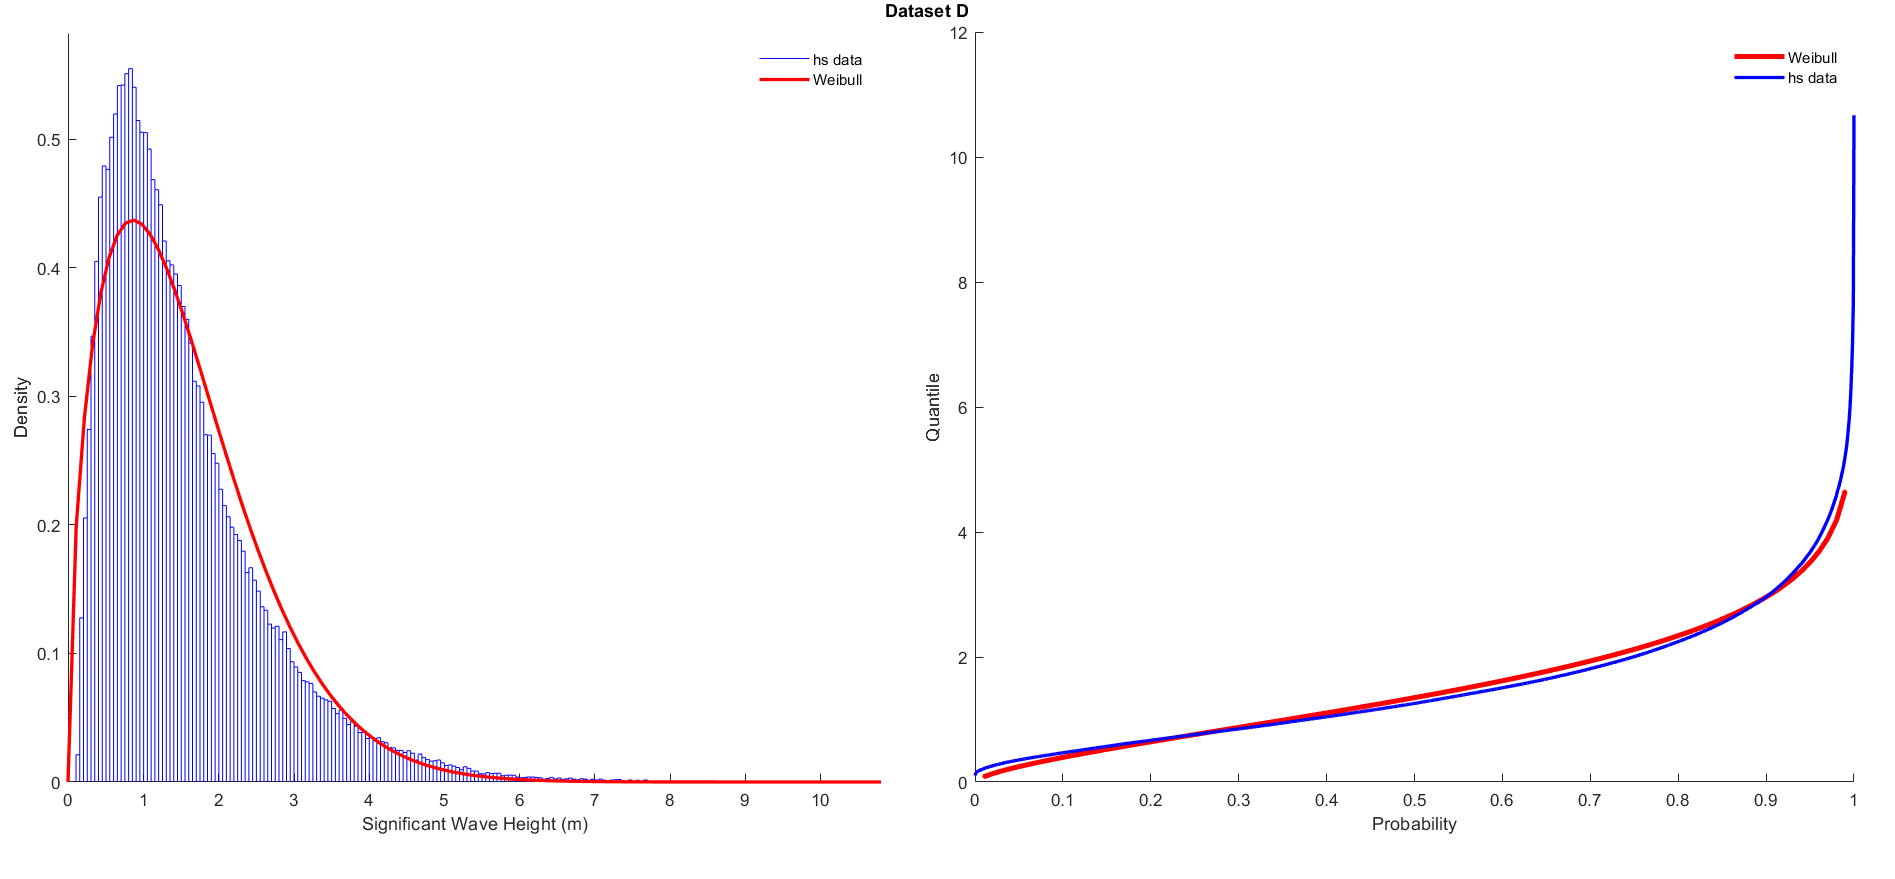 Dataset D
hs data
Weibull
0.5
0.4
0.3
0.2
0.1
0
Density
0 1 2 3 4 5 6 7 8 9 10
Significant Wave Height (m)
12
10
8
6
4
2
0
Quantile
Weibull
hs data
0 0.1 0.2 0.3 0.4 0.5 0.6 0.7 0.8 0.9 1
Probability